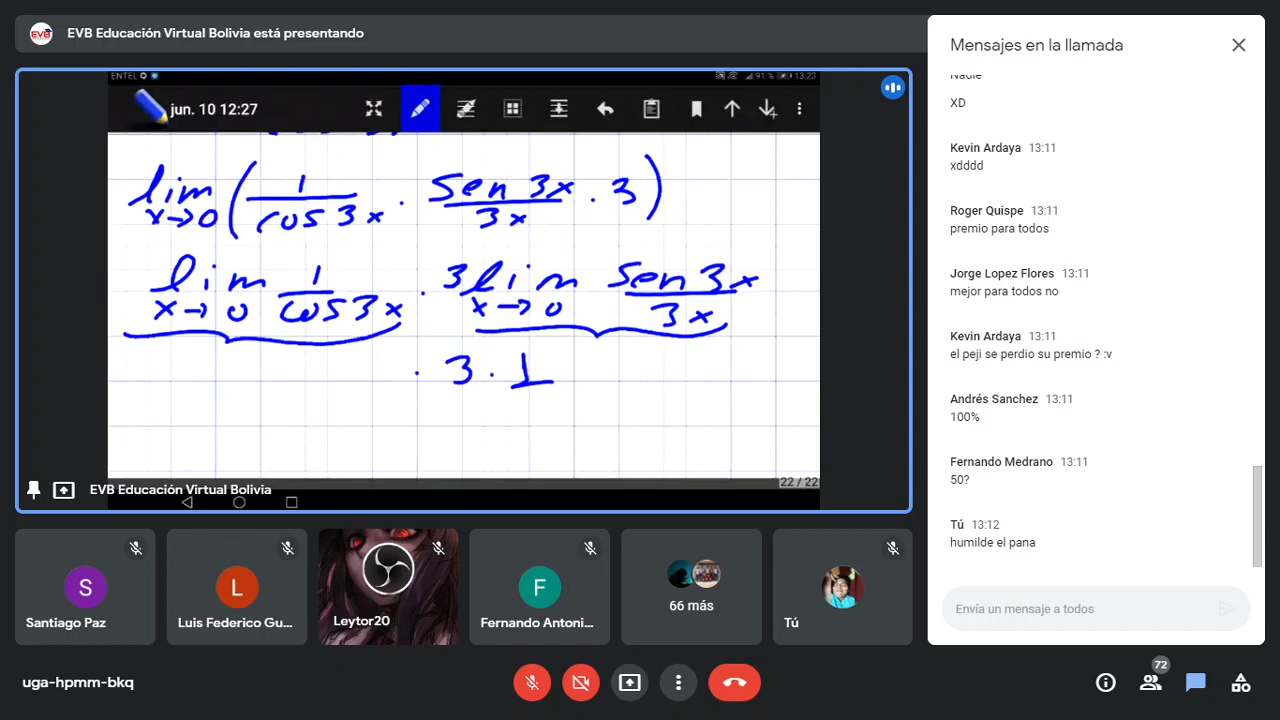 EVB Educación Virtual Bolivia está presentando
ENTEL
91 % 13:23
jun. 10 12:27
lim x→0 ( 1 / cos 3x · sen 3x / 3x · 3 )
lim x→0 1 / cos 3x · 3 lim x→0 sen 3x / 3x
· 3 · 1
22 / 22
EVB Educación Virtual Bolivia
Santiago Paz
Luis Federico Gu...
Leytor20
Fernando Antoni...
66 más
Tú
uga-hpmm-bkq
72
Mensajes en la llamada
Nadie
XD
Kevin Ardaya 13:11
xdddd
Roger Quispe 13:11
premio para todos
Jorge Lopez Flores 13:11
mejor para todos no
Kevin Ardaya 13:11
el peji se perdio su premio ? :v
Andrés Sanchez 13:11
100%
Fernando Medrano 13:11
50?
Tú 13:12
humilde el pana
Envía un mensaje a todos